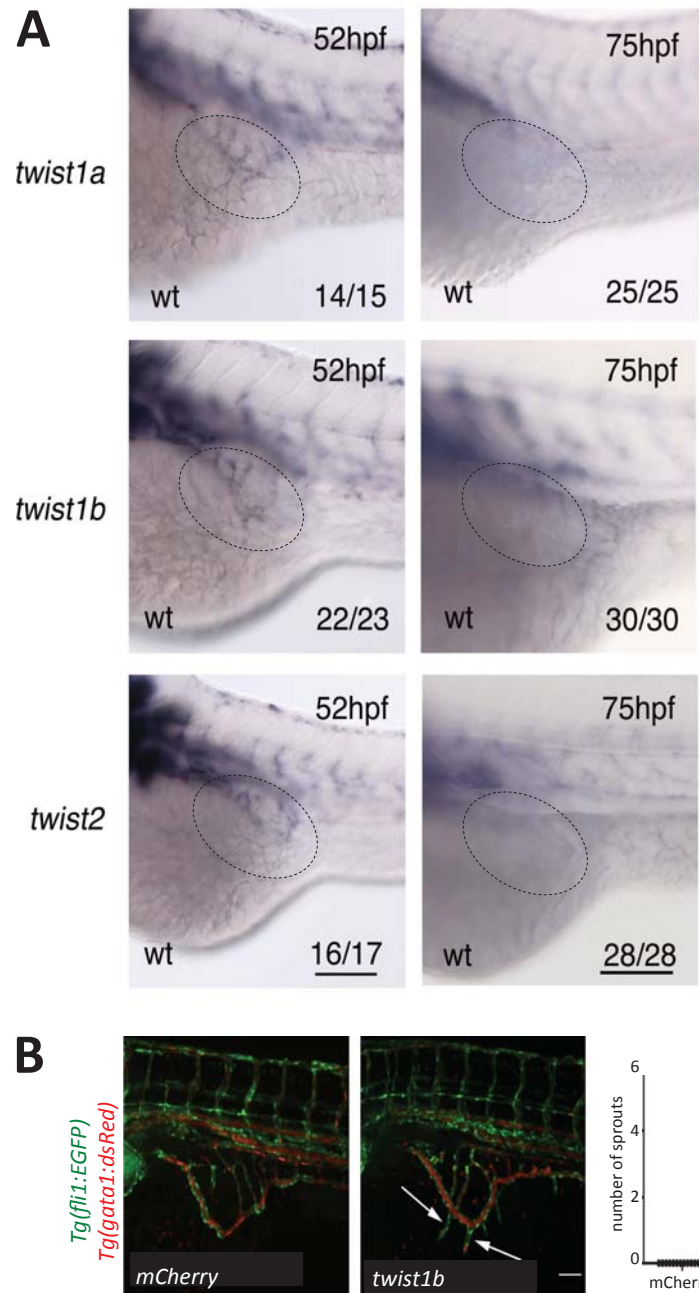 A
52hpf
75hpf
twist1a
wt
14/15
wt
25/25
52hpf
75hpf
twist1b
wt
22/23
wt
30/30
52hpf
75hpf
twist2
wt
16/17
wt
28/28
B
Tg(fli1:EGFP)
Tg(gata1:dsRed)
mCherry
twist1b
number of sprouts
6
4
2
0
mCherr